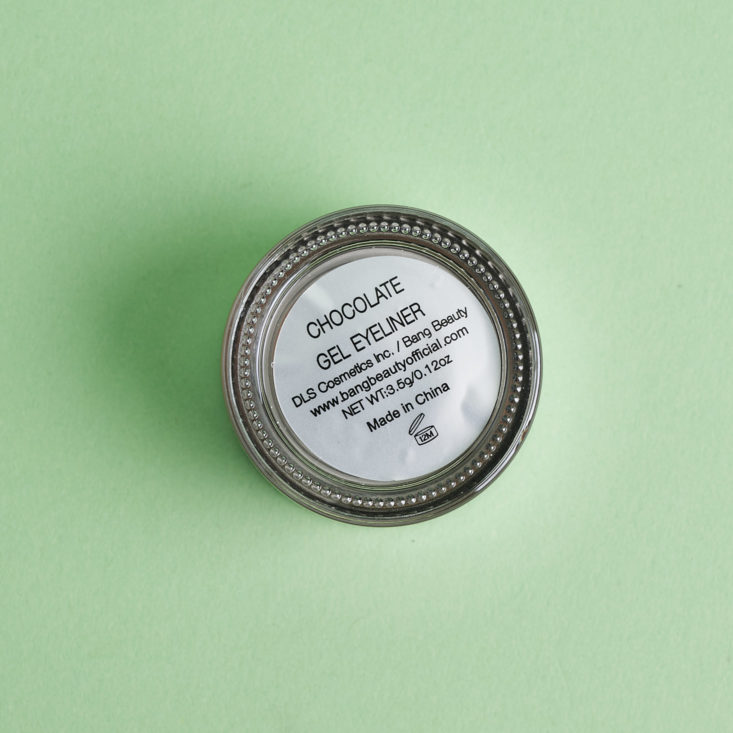 CHOCOLATE
GEL EYELINER
DLS Cosmetics Inc. / Bang Beauty
www.bangbeautyofficial.com
NET WT:3.5g/0.12oz
Made in China
12M